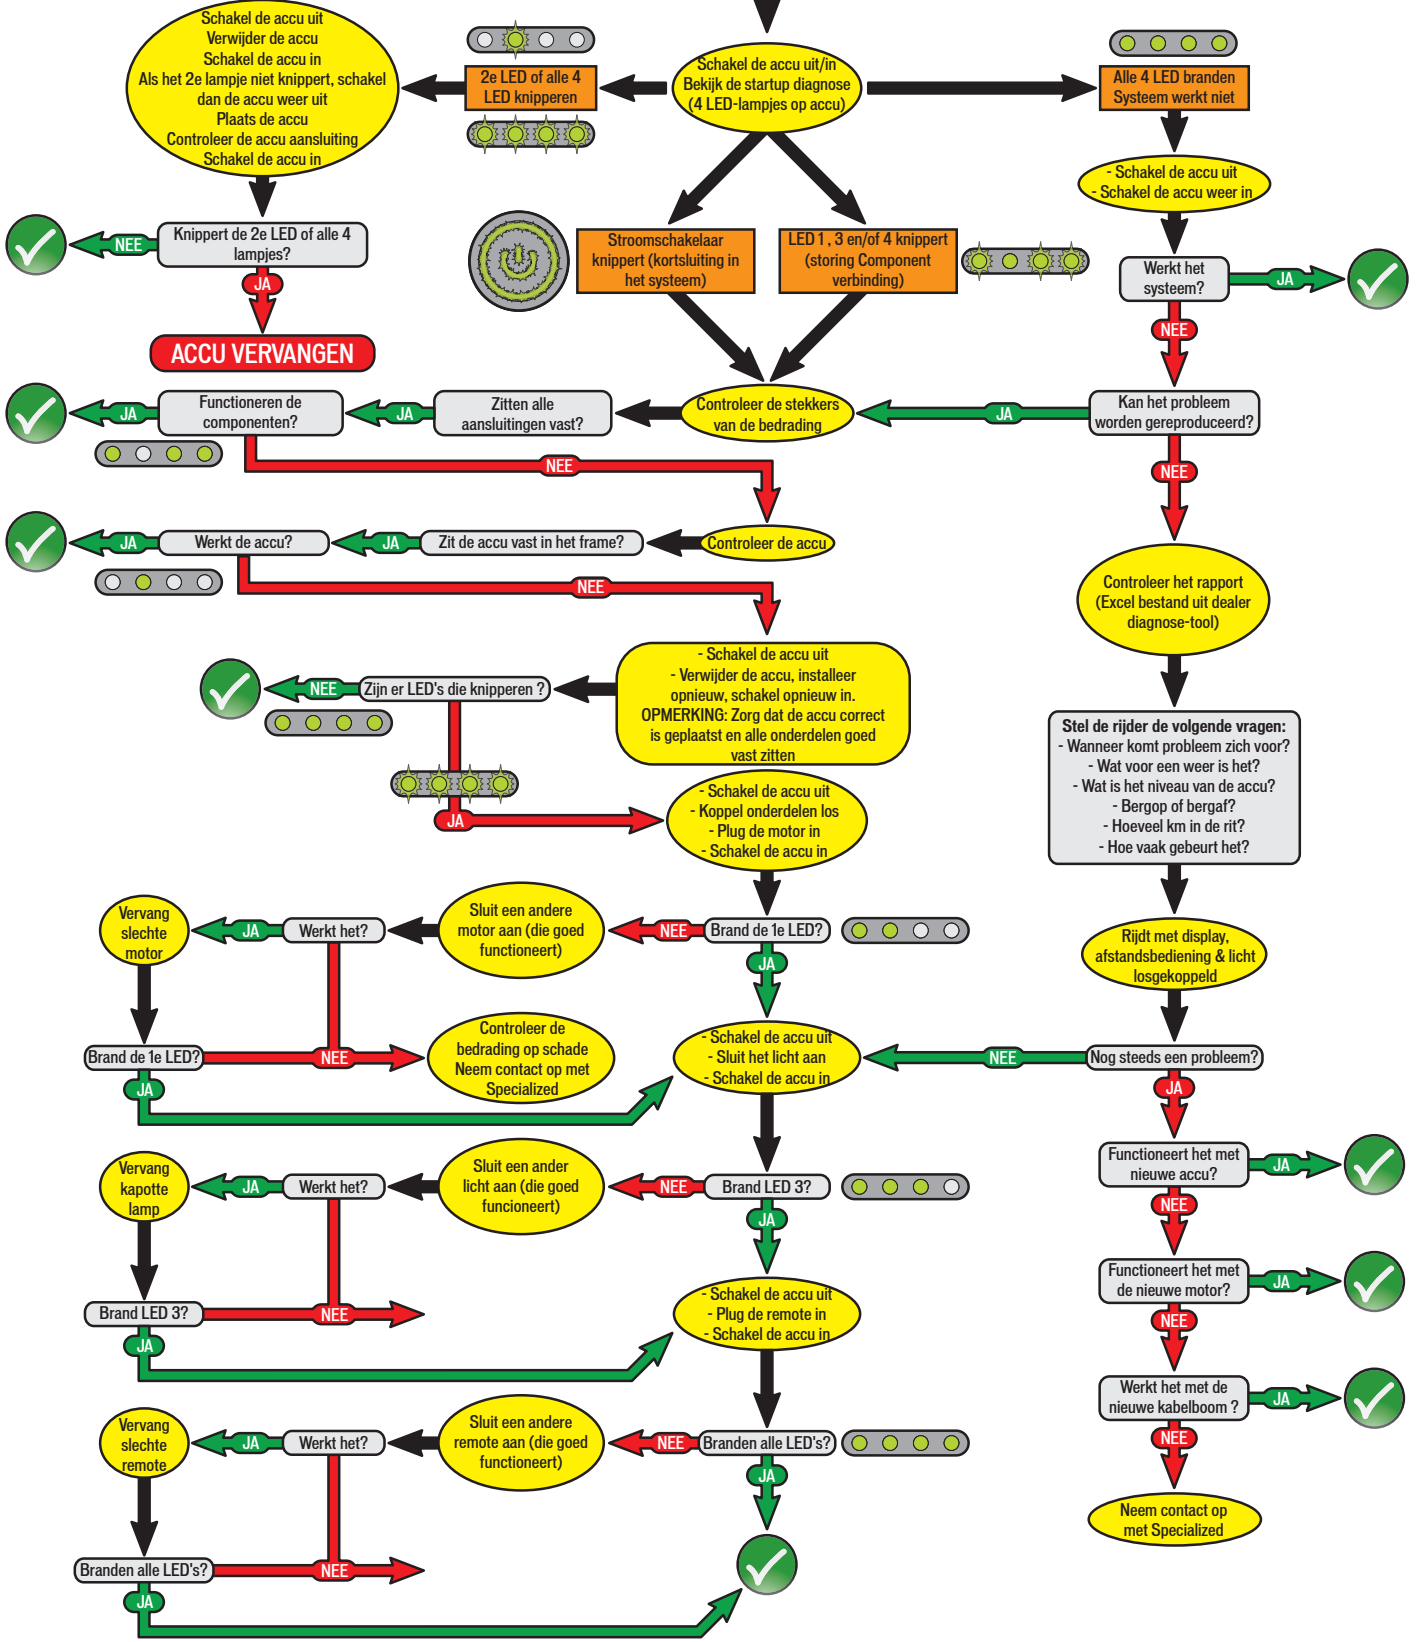 Schakel de accu uit
Verwijder de accu
Schakel de accu in
Als het 2e lampje niet knippert, schakel
dan de accu weer uit
Plaats de accu
Controleer de accu aansluiting
Schakel de accu in
2e LED of alle 4
LED knipperen
Schakel de accu uit/in
Bekijk de startup diagnose
(4 LED-lampjes op accu)
Alle 4 LED branden
Systeem werkt niet
- Schakel de accu uit
- Schakel de accu weer in
NEE
Knippert de 2e LED of alle 4
lampjes?
JA
ACCU VERVANGEN
Stroomschakelaar
knippert (kortsluiting in
het systeem)
LED 1 , 3 en/of 4 knippert
(storing Component
verbinding)
Werkt het
systeem?
JA
NEE
JA
Functioneren de
componenten?
JA
Zitten alle
aansluitingen vast?
Controleer de stekkers
van de bedrading
JA
Kan het probleem
worden gereproduceerd?
NEE
NEE
JA
Werkt de accu?
JA
Zit de accu vast in het frame?
Controleer de accu
NEE
Controleer het rapport
(Excel bestand uit dealer
diagnose-tool)
NEE
Zijn er LED's die knipperen ?
- Schakel de accu uit
- Verwijder de accu, installeer
opnieuw, schakel opnieuw in.
OPMERKING: Zorg dat de accu correct
is geplaatst en alle onderdelen goed
vast zitten
JA
- Schakel de accu uit
- Koppel onderdelen los
- Plug de motor in
- Schakel de accu in
Stel de rijder de volgende vragen:
- Wanneer komt probleem zich voor?
- Wat voor een weer is het?
- Wat is het niveau van de accu?
- Bergop of bergaf?
- Hoeveel km in de rit?
- Hoe vaak gebeurt het?
Vervang
slechte
motor
JA
Werkt het?
Sluit een andere
motor aan (die goed
functioneert)
NEE
Brand de 1e LED?
JA
Rijdt met display,
afstandsbediening & licht
losgekoppeld
Brand de 1e LED?
NEE
JA
Controleer de
bedrading op schade
Neem contact op met
Specialized
- Schakel de accu uit
- Sluit het licht aan
- Schakel de accu in
NEE
Nog steeds een probleem?
JA
Vervang
kapotte
lamp
JA
Werkt het?
Sluit een ander
licht aan (die goed
funcioneert)
NEE
Brand LED 3?
JA
Functioneert het met
nieuwe accu?
JA
NEE
Brand LED 3?
NEE
JA
- Schakel de accu uit
- Plug de remote in
- Schakel de accu in
Functioneert het met
de nieuwe motor?
JA
NEE
Vervang
slechte
remote
JA
Werkt het?
Sluit een andere
remote aan (die goed
functioneert)
NEE
Branden alle LED's?
JA
Werkt het met de
nieuwe kabelboom ?
JA
NEE
Neem contact op
met Specialized
Branden alle LED's?
NEE
JA